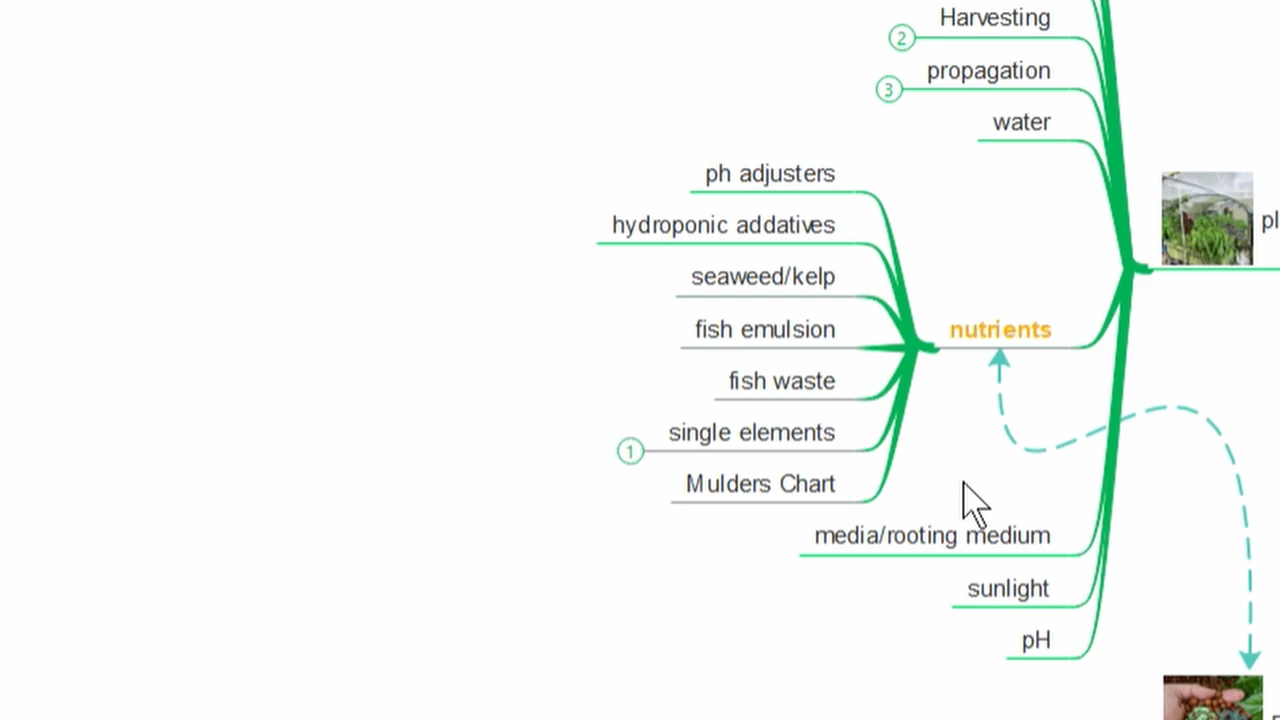 Harvesting
2
propagation
3
water
ph adjusters
hydroponic addatives
seaweed/kelp
fish emulsion
nutrients
fish waste
single elements
1
Mulders Chart
media/rooting medium
sunlight
pH
pl